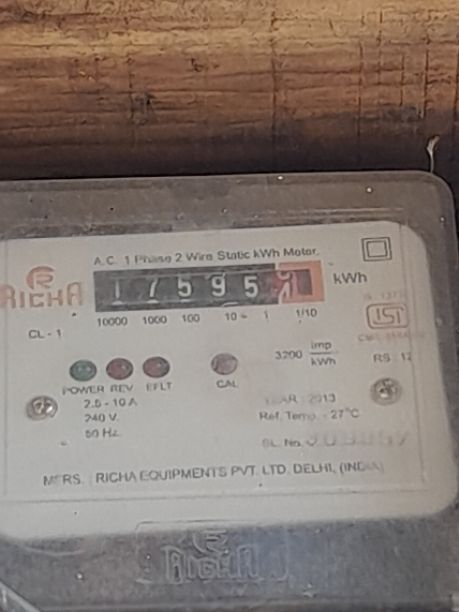 A.C. 1 Phase 2 Wire Static kWh Meter
RICHA
1 7 5 9 5 kWh
10000 1000 100 10 1 1/10
CL - 1
ISI
3200 imp/kWh
RS : 12
POWER REV EFLT CAL
2.5 - 10 A
240 V.
50 Hz.
YEAR : 2013
Ref. Temp. - 27°C
SL. No.
MFRS. : RICHA EQUIPMENTS PVT. LTD. DELHI, (INDIA)
RICHA